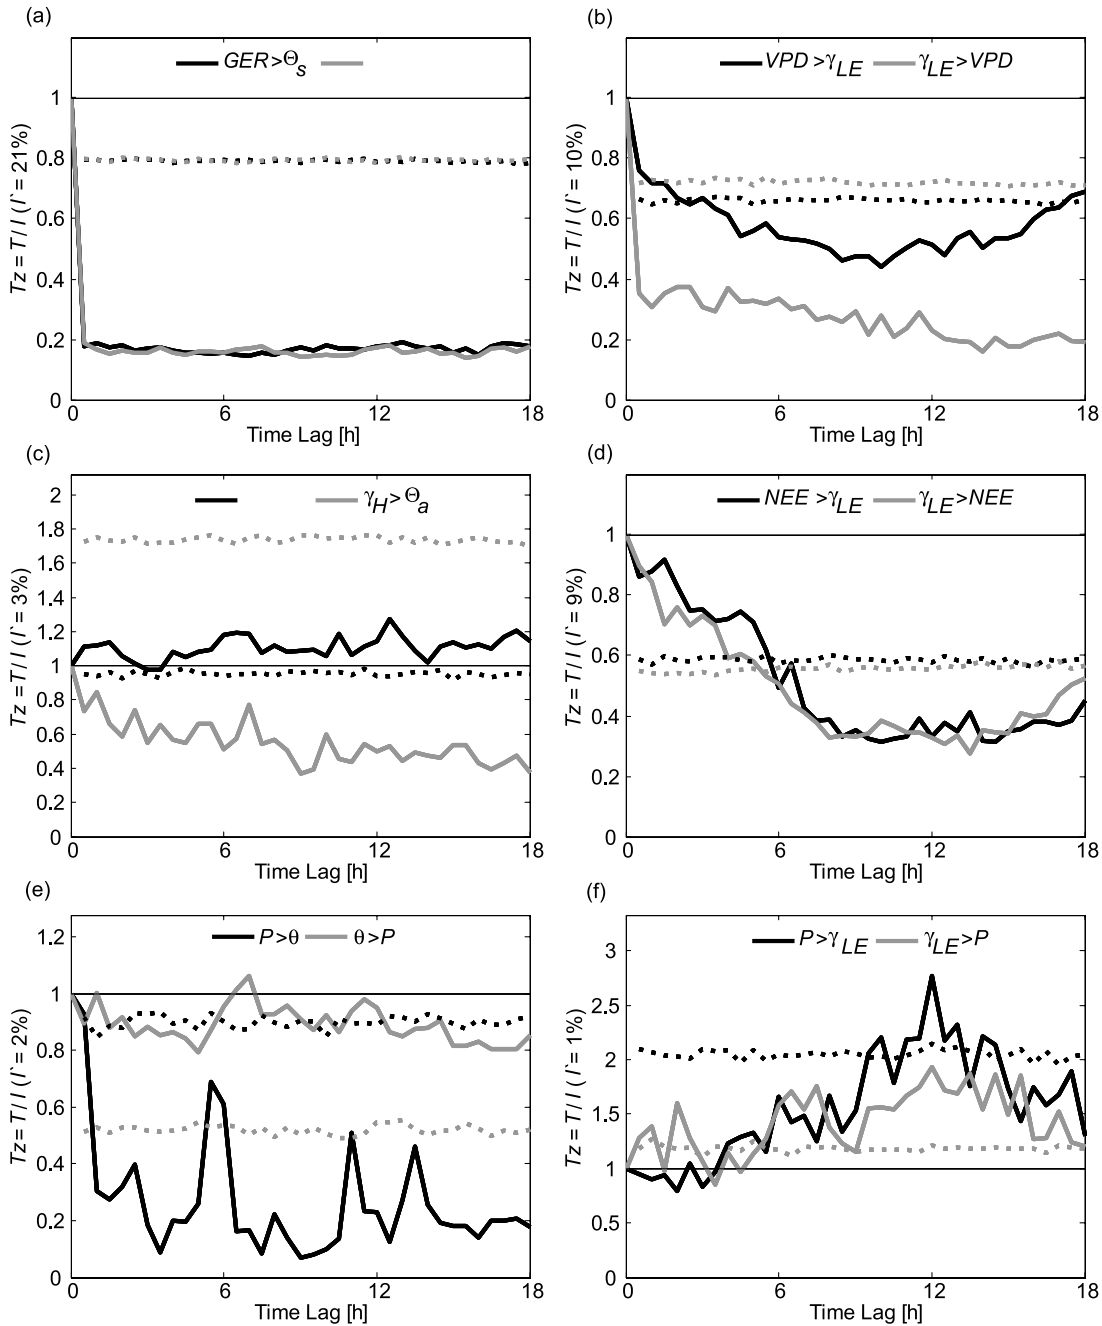 (a)
GER>Θs
Tz = T / I (I` = 21%)
1
0.8
0.6
0.4
0.2
0
0 6 12 18
Time Lag [h]
(b)
VPD>γLE γLE>VPD
Tz = T / I (I` = 10%)
1
0.8
0.6
0.4
0.2
0
0 6 12 18
Time Lag [h]
(c)
γH>Θa
Tz = T / I (I` = 3%)
2
1.8
1.6
1.4
1.2
1
0.8
0.6
0.4
0.2
0
0 6 12 18
Time Lag [h]
(d)
NEE >γLE γLE>NEE
Tz = T / I (I` = 9%)
1
0.8
0.6
0.4
0.2
0
0 6 12 18
Time Lag [h]
(e)
P>θ θ>P
Tz= T / I (I` = 2%)
1.2
1
0.8
0.6
0.4
0.2
0
0 6 12 18
Time Lag [h]
(f)
P>γLE γLE>P
Tz = T / I (I` = 1%)
3
2.5
2
1.5
1
0.5
0
0 6 12 18
Time Lag [h]